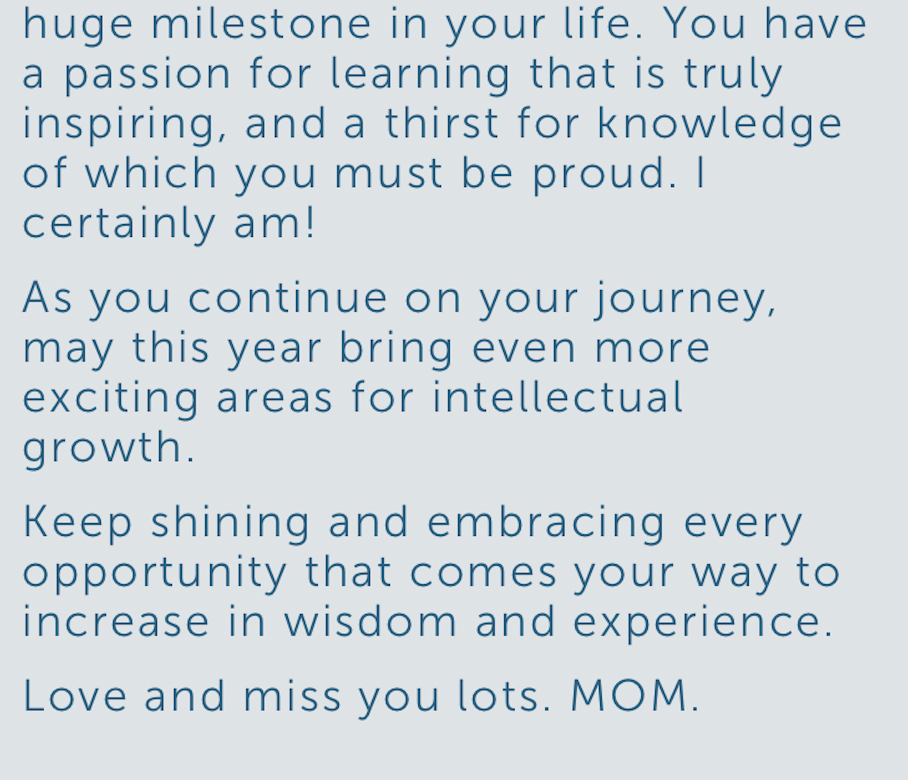 huge milestone in your life. You have
a passion for learning that is truly
inspiring, and a thirst for knowledge
of which you must be proud. I
certainly am!
As you continue on your journey,
may this year bring even more
exciting areas for intellectual
growth.
Keep shining and embracing every
opportunity that comes your way to
increase in wisdom and experience.
Love and miss you lots. MOM.